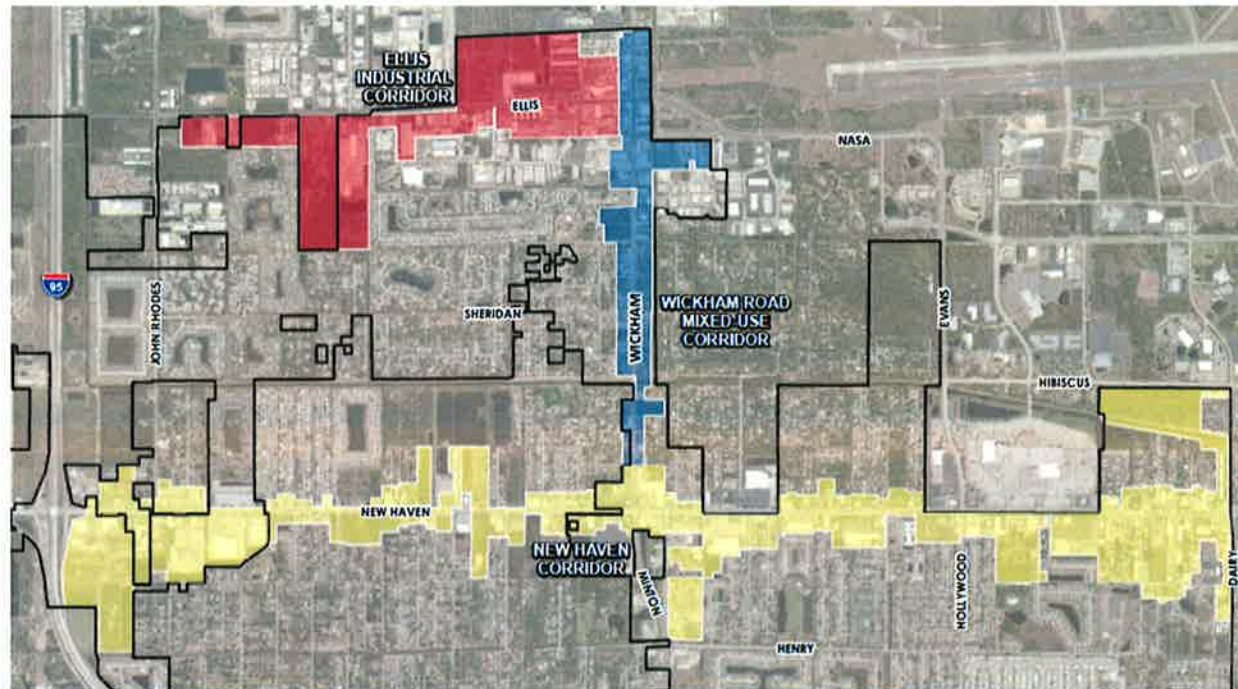 ELLIS
INDUSTRIAL
CORRIDOR
ELLIS
NASA
95
JOHN RHODES
SHERIDAN
WICKHAM
WICKHAM ROAD
MIXED-USE
CORRIDOR
EVANS
HIBISCUS
NEW HAVEN
NEW HAVEN
CORRIDOR
MINTON
HOLLYWOOD
DAIRY
HENRY